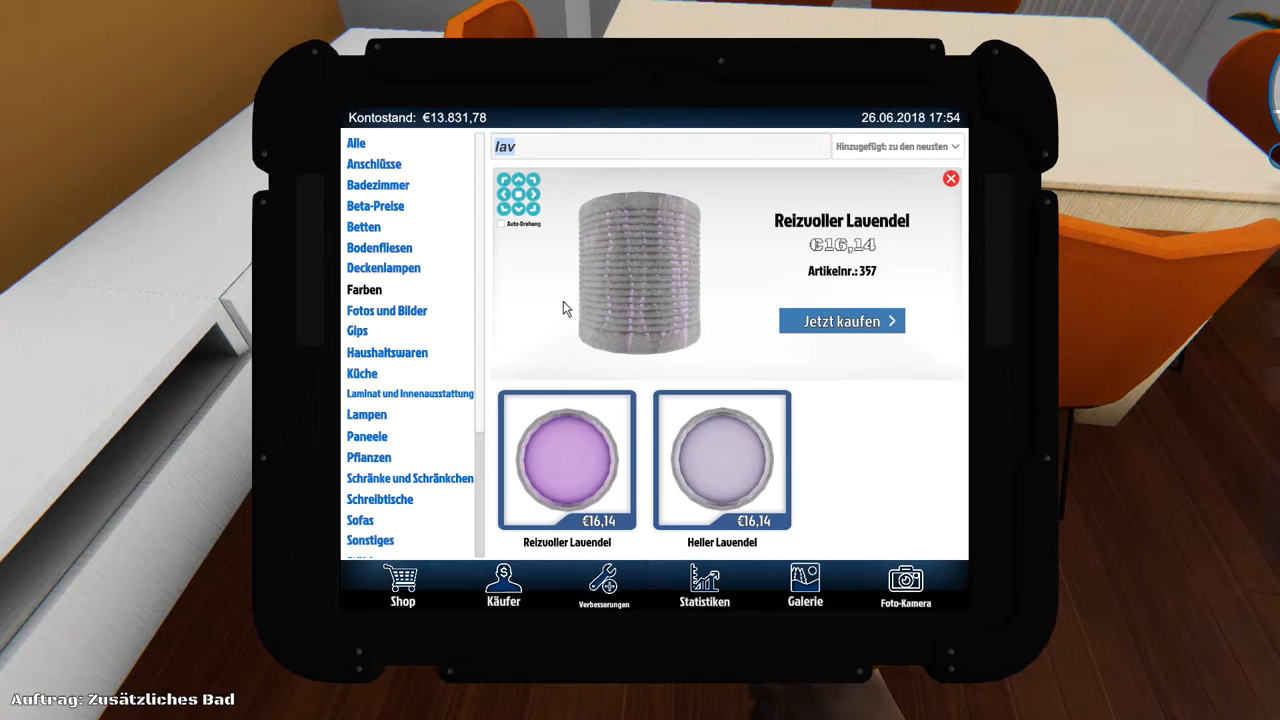 Kontostand: €13.831,78
26.06.2018 17:54
Alle
Anschlüsse
Badezimmer
Beta-Preise
Betten
Bodenfliesen
Deckenlampen
Farben
Fotos und Bilder
Gips
Haushaltswaren
Küche
Laminat und Innenausstattung
Lampen
Paneele
Pflanzen
Schränke und Schränkchen
Schreibtische
Sofas
Sonstiges
lav
Hinzugefügt: zu den neusten
Auto-Drehung
Reizvoller Lavendel
€16,14
Artikelnr.: 357
Jetzt kaufen
€16,14
€16,14
Reizvoller Lavendel
Heller Lavendel
Shop
Käufer
Verbesserungen
Statistiken
Galerie
Foto-Kamera
Auftrag: Zusätzliches Bad